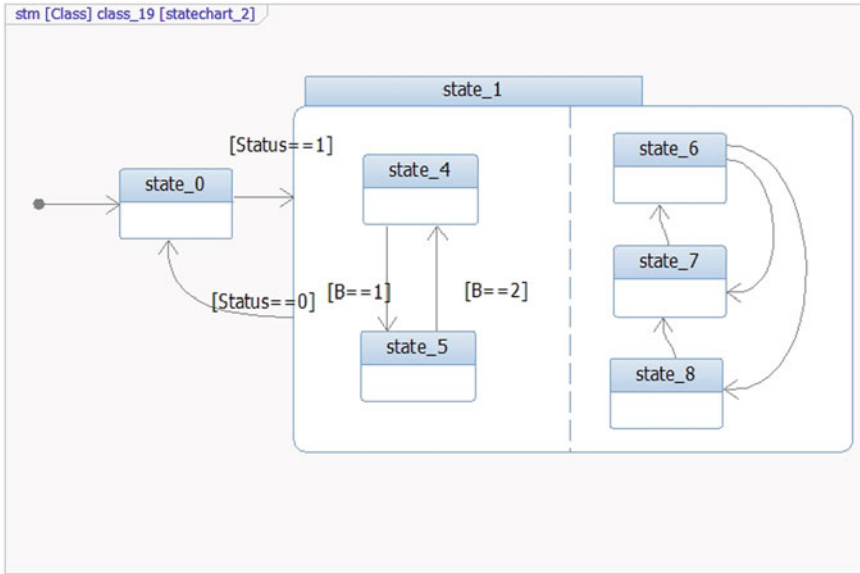 stm [Class] class_19 [statechart_2]
state_1
[Status==1]
state_0
state_4
state_6
state_7
[Status==0]
[B==1]
[B==2]
state_5
state_8